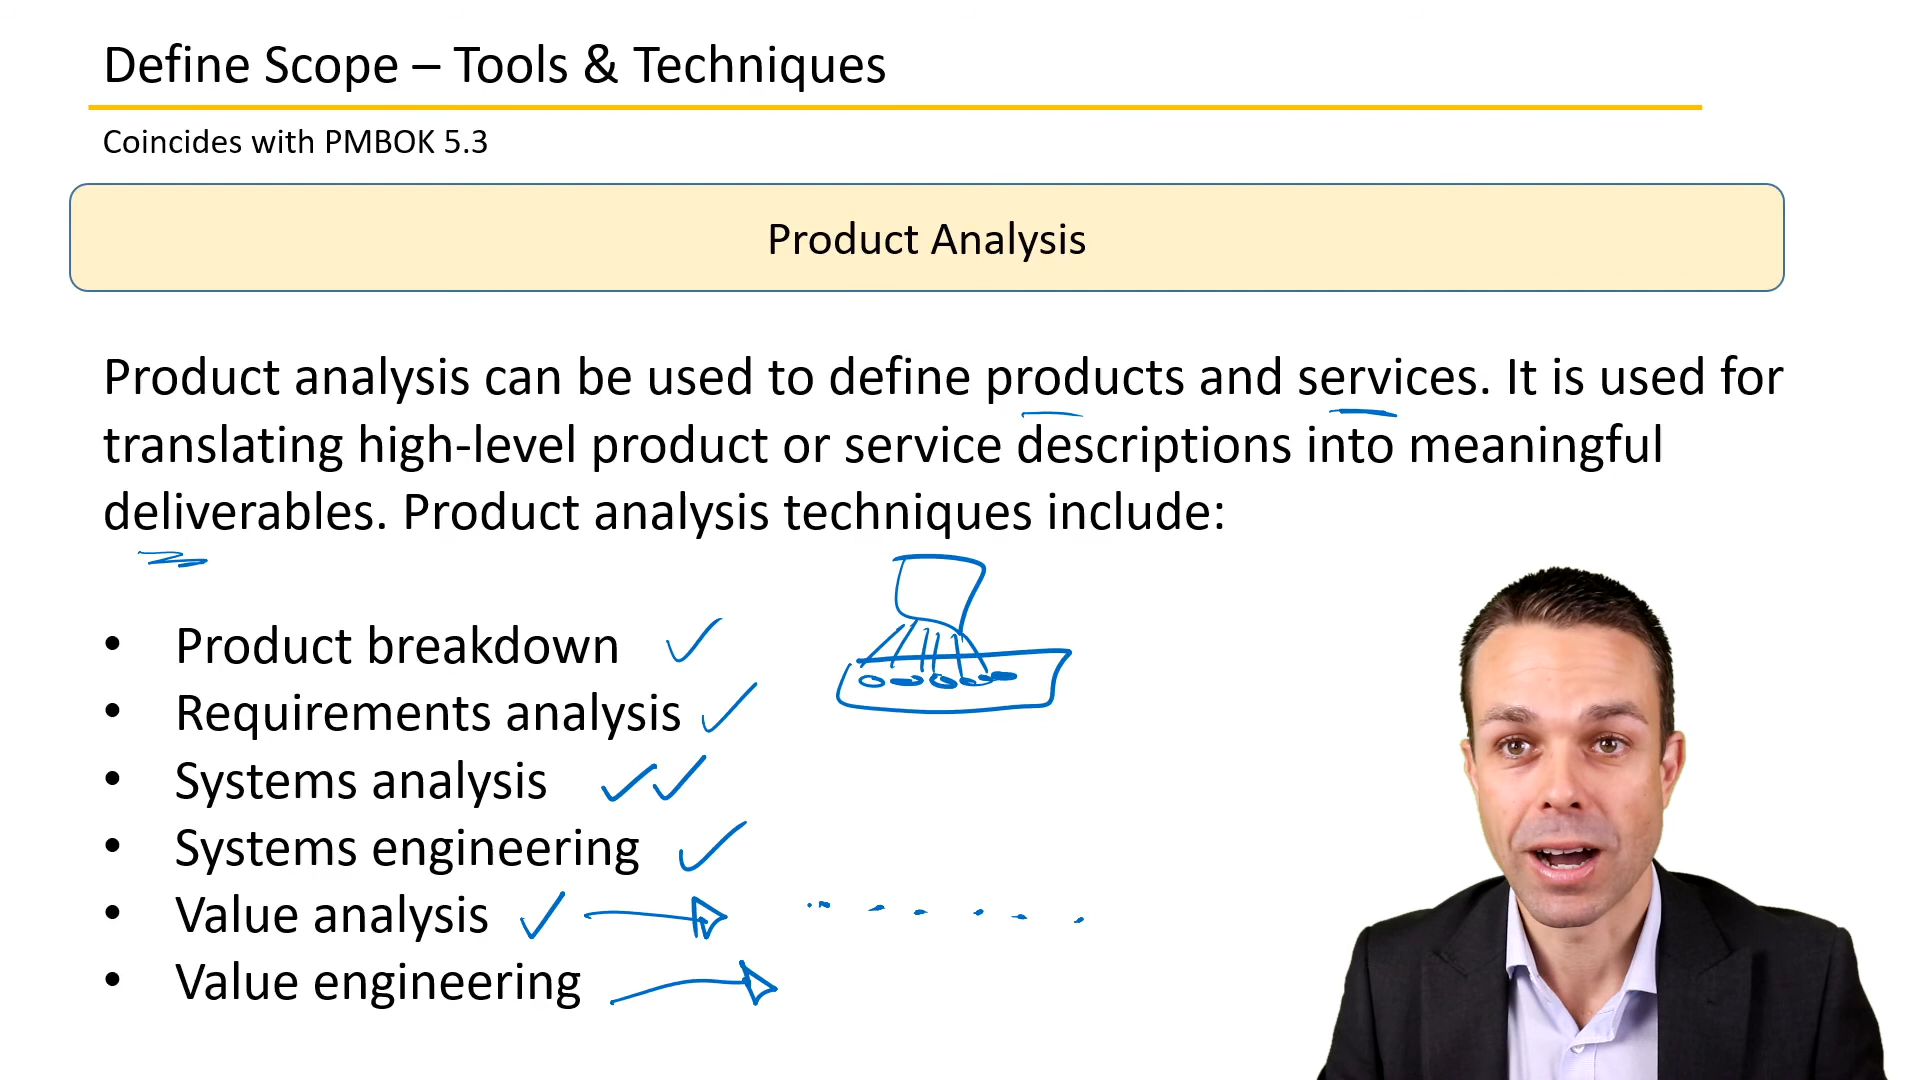 Define Scope – Tools & Techniques
Coincides with PMBOK 5.3
Product Analysis
Product analysis can be used to define products and services. It is used for
translating high-level product or service descriptions into meaningful
deliverables. Product analysis techniques include:
• Product breakdown
• Requirements analysis
• Systems analysis
• Systems engineering
• Value analysis
• Value engineering